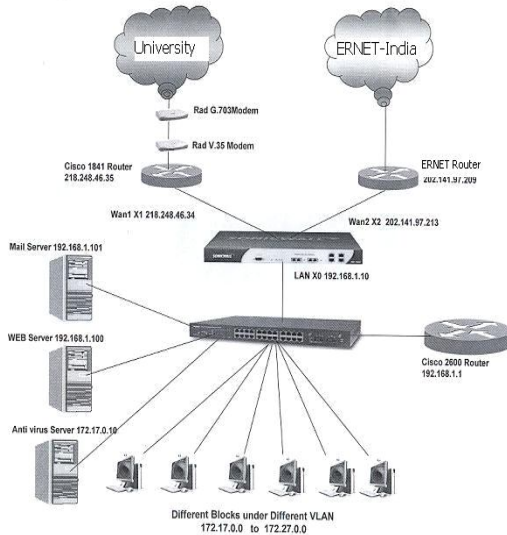 University
ERNET-India
Rad G.703Modem
Rad V.35 Modem
Cisco 1841 Router
218.248.46.35
ERNET Router
202.141.97.209
Wan1 X1 218.248.46.34
Wan2 X2 202.141.97.213
LAN X0 192.168.1.10
Mail Server 192.168.1.101
WEB Server 192.168.1.100
Cisco 2600 Router
192.168.1.1
Anti virus Server 172.17.0.10
Different Blocks under Different VLAN
172.17.0.0 to 172.27.0.0